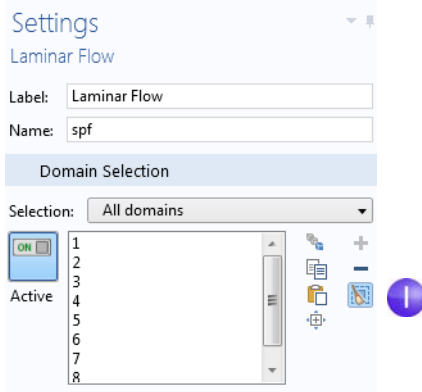 Settings
Laminar Flow
Label: Laminar Flow
Name: spf
Domain Selection
Selection: All domains
ON
1
2
3
Active
4
5
6
7
8
I